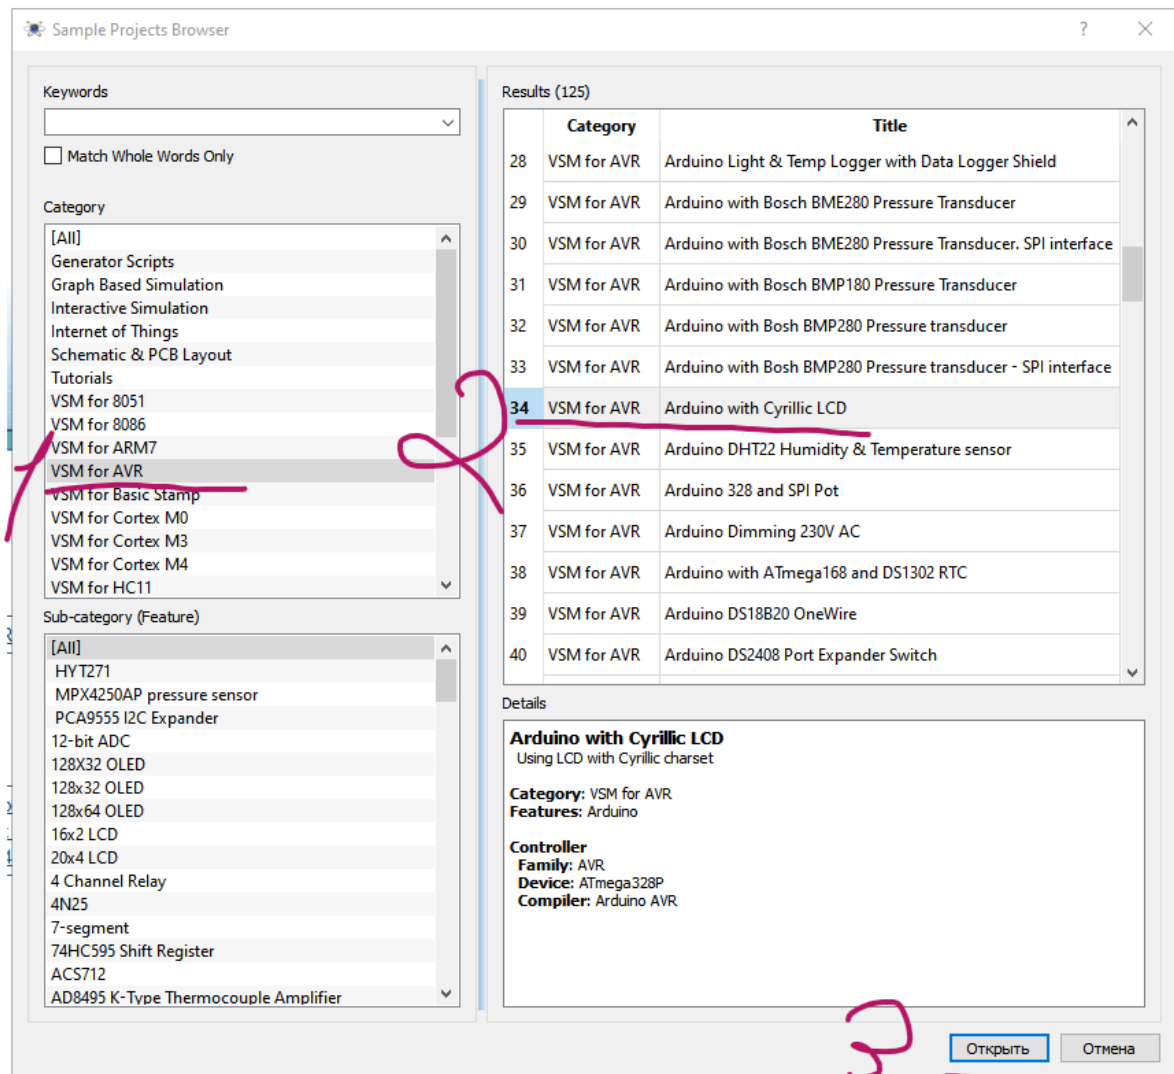 Sample Projects Browser
?
Keywords
Match Whole Words Only
Category
[All]
Generator Scripts
Graph Based Simulation
Interactive Simulation
Internet of Things
Schematic & PCB Layout
Tutorials
VSM for 8051
VSM for 8086
VSM for ARM7
VSM for AVR
VSM for Basic Stamp
VSM for Cortex M0
VSM for Cortex M3
VSM for Cortex M4
VSM for HC11
1
Sub-category (Feature)
[All]
HYT271
MPX4250AP pressure sensor
PCA9555 I2C Expander
12-bit ADC
128X32 OLED
128x32 OLED
128x64 OLED
16x2 LCD
20x4 LCD
4 Channel Relay
4N25
7-segment
74HC595 Shift Register
ACS712
AD8495 K-Type Thermocouple Amplifier
Results (125)
Category Title
28 VSM for AVR Arduino Light & Temp Logger with Data Logger Shield
29 VSM for AVR Arduino with Bosch BME280 Pressure Transducer
30 VSM for AVR Arduino with Bosch BME280 Pressure Transducer. SPI interface
31 VSM for AVR Arduino with Bosch BMP180 Pressure Transducer
32 VSM for AVR Arduino with Bosh BMP280 Pressure transducer
33 VSM for AVR Arduino with Bosh BMP280 Pressure transducer - SPI interface
2
34 VSM for AVR Arduino with Cyrillic LCD
35 VSM for AVR Arduino DHT22 Humidity & Temperature sensor
36 VSM for AVR Arduino 328 and SPI Pot
37 VSM for AVR Arduino Dimming 230V AC
38 VSM for AVR Arduino with ATmega168 and DS1302 RTC
39 VSM for AVR Arduino DS18B20 OneWire
40 VSM for AVR Arduino DS2408 Port Expander Switch
Details
Arduino with Cyrillic LCD
Using LCD with Cyrillic charset
Category: VSM for AVR
Features: Arduino
Controller
Family: AVR
Device: ATmega328P
Compiler: Arduino AVR
3
Открыть Отмена